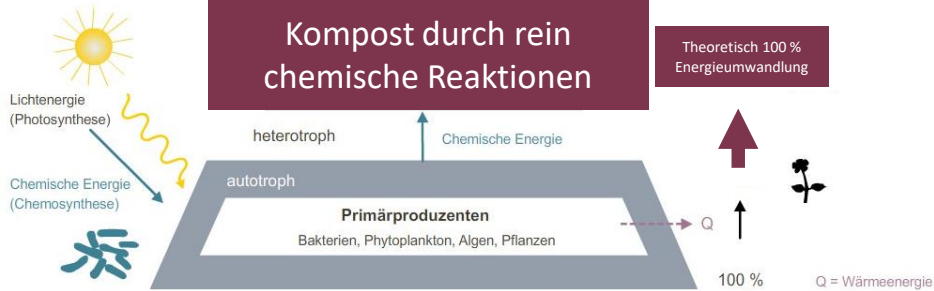 Kompost durch rein
chemische Reaktionen
Theoretisch 100 %
Energieumwandlung
Lichtenergie
(Photosynthese)
heterotroph
Chemische Energie
Chemische Energie
(Chemosynthese)
autotroph
Primärproduzenten
Bakterien, Phytoplankton, Algen, Pflanzen
Q
100 %
Q = Wärmeenergie